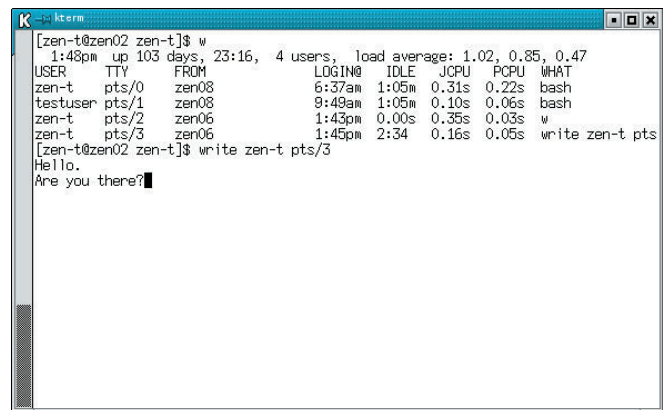 kterm
[zen-t@zen02 zen-t]$ w
1:48pm up 103 days, 23:16, 4 users, load average: 1.02, 0.85, 0.47
USER TTY FROM LOGIN@ IDLE JCPU PCPU WHAT
zen-t pts/0 zen08 6:37am 1:05m 0.31s 0.22s bash
testuser pts/1 zen08 9:49am 1:05m 0.10s 0.06s bash
zen-t pts/2 zen06 1:43pm 0.00s 0.35s 0.03s w
zen-t pts/3 zen06 1:45pm 2:34 0.16s 0.05s write zen-t pts
[zen-t@zen02 zen-t]$ write zen-t pts/3
Hello.
Are you there?